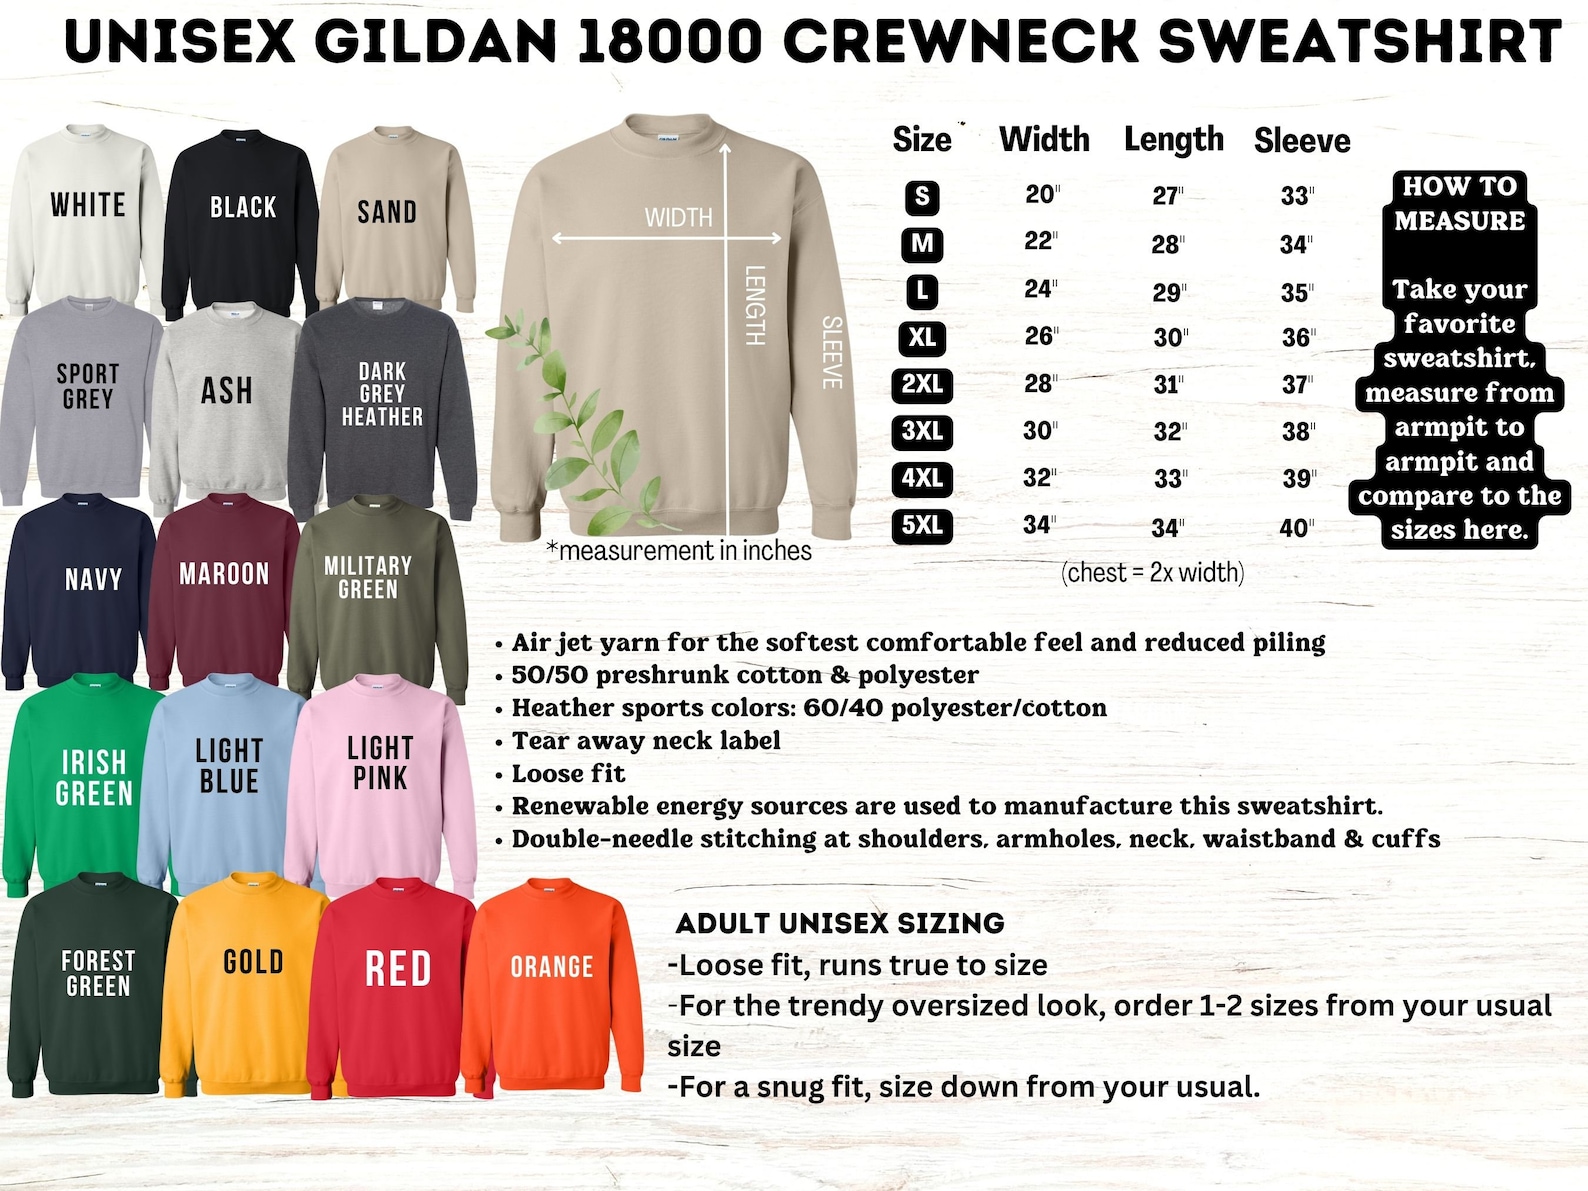 UNISEX GILDAN 18000 CREWNECK SWEATSHIRT
WHITE
BLACK
SAND
SPORT
GREY
ASH
DARK
GREY
HEATHER
NAVY
MAROON
MILITARY
GREEN
IRISH
GREEN
LIGHT
BLUE
LIGHT
PINK
FOREST
GREEN
GOLD
RED
ORANGE
WIDTH
LENGTH
SLEEVE
*measurement in inches
Size Width Length Sleeve
S 20" 27" 33"
M 22" 28" 34"
L 24" 29" 35"
XL 26" 30" 36"
2XL 28" 31" 37"
3XL 30" 32" 38"
4XL 32" 33" 39"
5XL 34" 34" 40"
(chest = 2x width)
HOW TO
MEASURE
Take your
favorite
sweatshirt,
measure from
armpit to
armpit and
compare to the
sizes here.
• Air jet yarn for the softest comfortable feel and reduced piling
• 50/50 preshrunk cotton & polyester
• Heather sports colors: 60/40 polyester/cotton
• Tear away neck label
• Loose fit
• Renewable energy sources are used to manufacture this sweatshirt.
• Double-needle stitching at shoulders, armholes, neck, waistband & cuffs
ADULT UNISEX SIZING
-Loose fit, runs true to size
-For the trendy oversized look, order 1-2 sizes from your usual
size
-For a snug fit, size down from your usual.